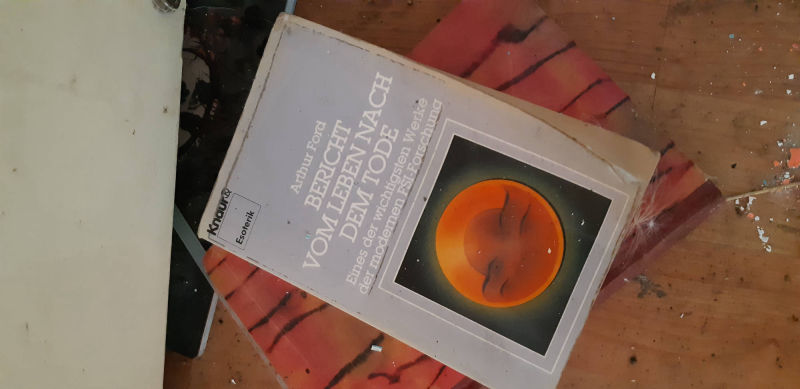 Knaur®
Esoterik
Arthur Ford
BERICHT
VOM LEBEN NACH
DEM TODE
Eines der wichtigsten Werke
der modernen PSI-Forschung